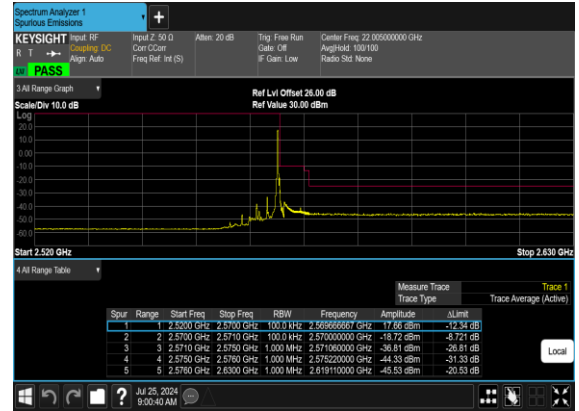 Spectrum Analyzer 1
Spurious Emissions
KEYSIGHT Input: RF Input Z: 50 Ω Atten: 20 dB Trig: Free Run Center Freq: 22.005000000 GHz
R T Coupling: DC Corr CCorr Gate: Off Avg|Hold: 100/100
Align: Auto Freq Ref: Int (S) IF Gain: Low Radio Std: None
PASS
3 All Range Graph
Ref Lvl Offset 26.00 dB
Scale/Div 10.0 dB Ref Value 30.00 dBm
Log
20.0
10.0
0.00
-10.0
-20.0
-30.0
-40.0
-50.0
-60.0
Start 2.520 GHz Stop 2.630 GHz
4 All Range Table
Measure Trace Trace 1
Trace Type Trace Average (Active)
Spur Range Start Freq Stop Freq RBW Frequency Amplitude ΔLimit
1 1 2.5200 GHz 2.5700 GHz 100.0 kHz 2.569666667 GHz 17.66 dBm -12.34 dB
2 2 2.5700 GHz 2.5710 GHz 100.0 kHz 2.570000000 GHz -18.72 dBm -8.721 dB
3 3 2.5710 GHz 2.5750 GHz 1.000 MHz 2.571060000 GHz -36.81 dBm -26.81 dB
4 4 2.5750 GHz 2.5760 GHz 1.000 MHz 2.575220000 GHz -44.33 dBm -31.33 dB
5 5 2.5760 GHz 2.6300 GHz 1.000 MHz 2.619110000 GHz -45.53 dBm -20.53 dB
Local
Jul 25, 2024
9:00:40 AM